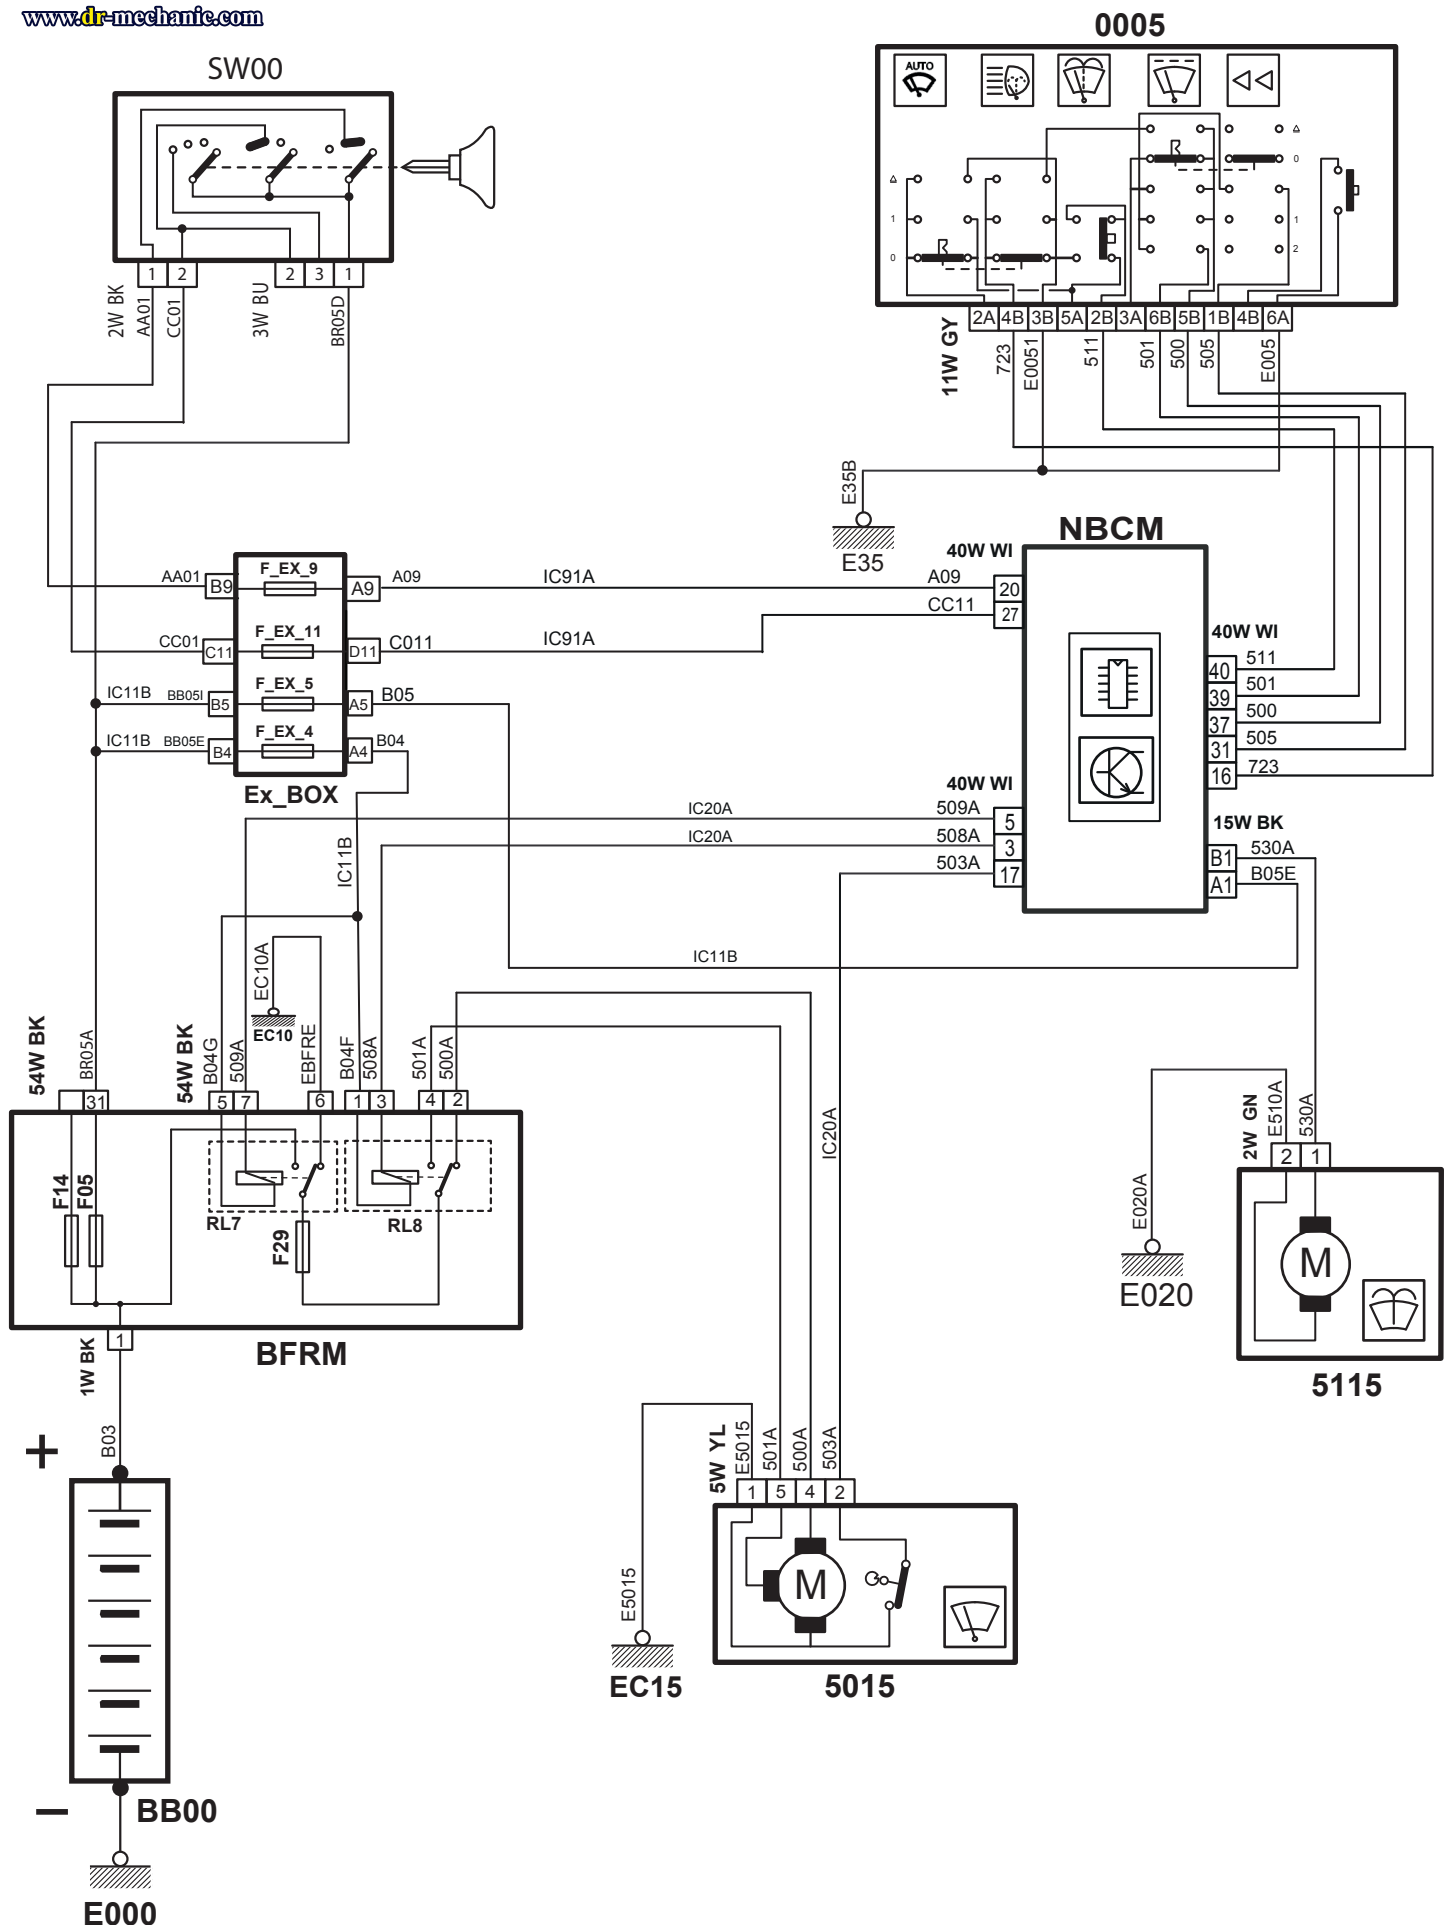 www.dr-mechanic.com
0005
SW00
AUTO
0
1
1
0
2
1 2 2 3 1
2W BK
AA01
CC01
3W BU
BR05D
2A 4B 3B 5A 2B 3A 6B 5B 1B 4B 6A
11W GY
723
E0051
511
501
500
505
E005
E35B
E35
NBCM
40W WI
AA01 B9 F_EX_9 A9 A09 IC91A A09 20
CC11 27
CC01 C11 F_EX_11 D11 C011 IC91A
IC11B BB05I B5 F_EX_5 A5 B05
IC11B BB05E B4 F_EX_4 A4 B04
Ex_BOX
40W WI
40 511
39 501
37 500
31 505
16 723
40W WI
IC20A 509A 5
IC20A 508A 3
503A 17
15W BK
B1 530A
A1 B05E
IC11B
IC11B
EC10A
EC10
54W BK
BR05A
54W BK
B04G
509A
EBFRE
B04F
508A
501A
500A
31 5 7 6 1 3 4 2
F14
F05
RL7
F29
RL8
BFRM
1
1W BK
B03
+
BB00
−
E000
IC20A
2W GN
E510A
530A
2 1
E020A
E020
M
5115
5W YL
E5015
501A
500A
503A
1 5 4 2
E5015
EC15
M
5015